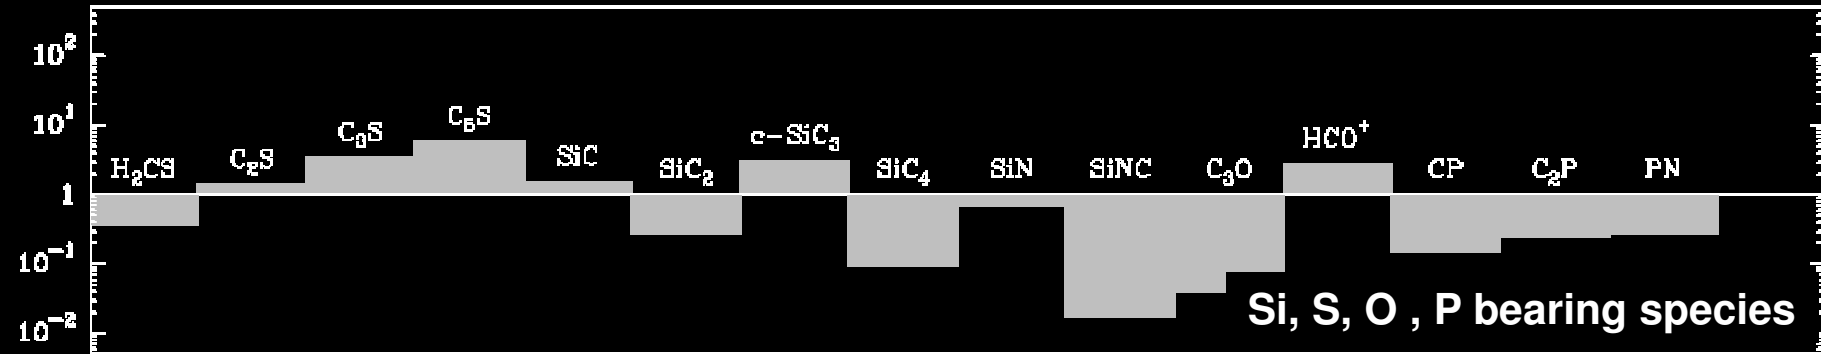 10²
10¹
1
10⁻¹
10⁻²
H₂CS C₂S C₃S C₅S SiC SiC₂ c-SiC₃ SiC₄ SiN SiNC C₃O HCO⁺ CP C₂P PN
Si, S, O , P bearing species